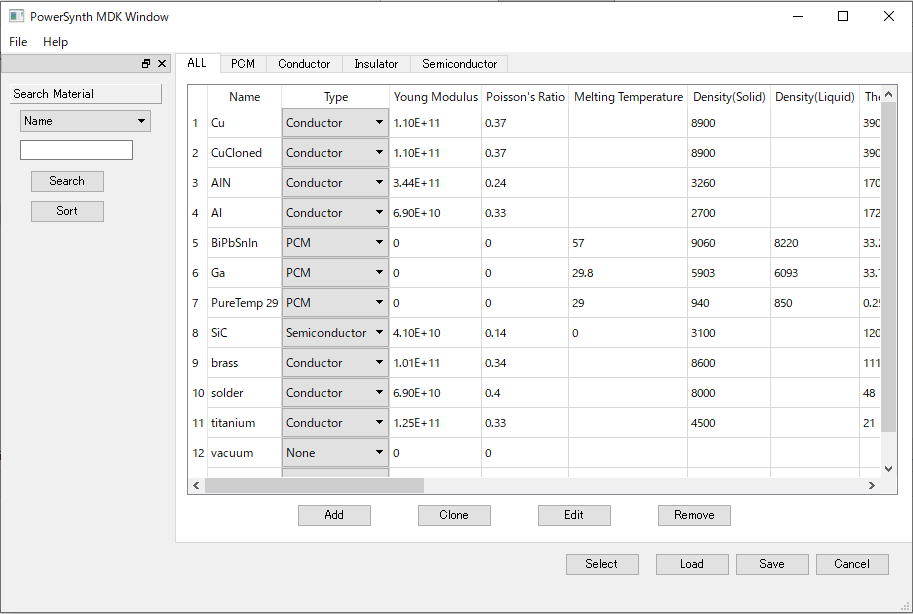 PowerSynth MDK Window
File Help
Search Material
Name
Search
Sort
ALL PCM Conductor Insulator Semiconductor
Name Type Young Modulus Poisson's Ratio Melting Temperature Density(Solid) Density(Liquid) The
1 Cu Conductor 1.10E+11 0.37 8900 390
2 CuCloned Conductor 1.10E+11 0.37 8900 390
3 AlN Conductor 3.44E+11 0.24 3260 170
4 Al Conductor 6.90E+10 0.33 2700 172
5 BiPbSnIn PCM 0 0 57 9060 8220 33.2
6 Ga PCM 0 0 29.8 5903 6093 33.7
7 PureTemp 29 PCM 0 0 29 940 850 0.25
8 SiC Semiconductor 4.10E+10 0.14 0 3100 120
9 brass Conductor 1.01E+11 0.34 8600 111
10 solder Conductor 6.90E+10 0.4 8000 48
11 titanium Conductor 1.25E+11 0.33 4500 21
12 vacuum None 0 0
Add Clone Edit Remove
Select Load Save Cancel